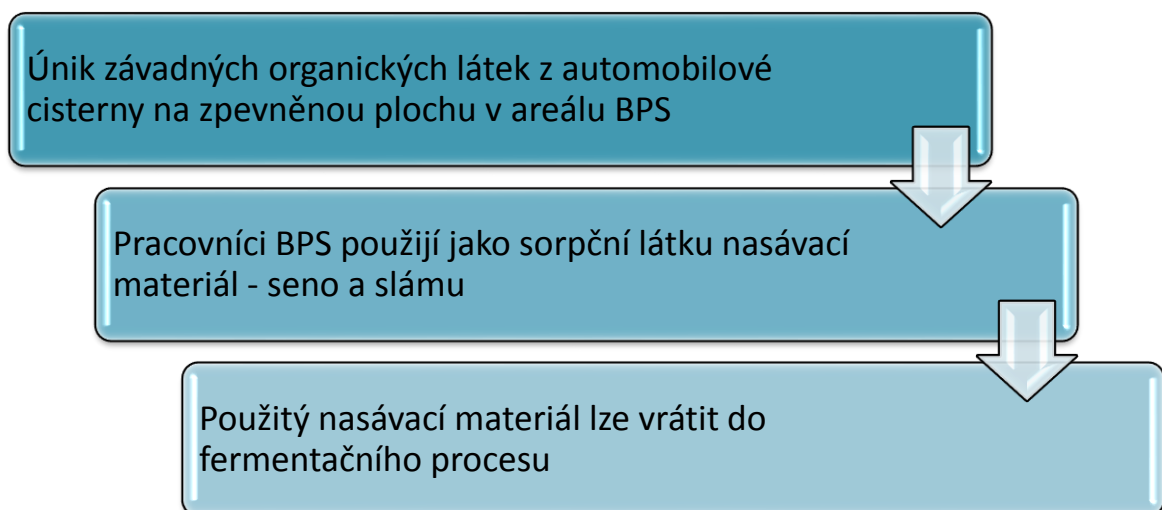 Únik závadných organických látek z automobilové
cisterny na zpevněnou plochu v areálu BPS
Pracovníci BPS použijí jako sorpční látku nasávací
materiál - seno a slámu
Použitý nasávací materiál lze vrátit do
fermentačního procesu